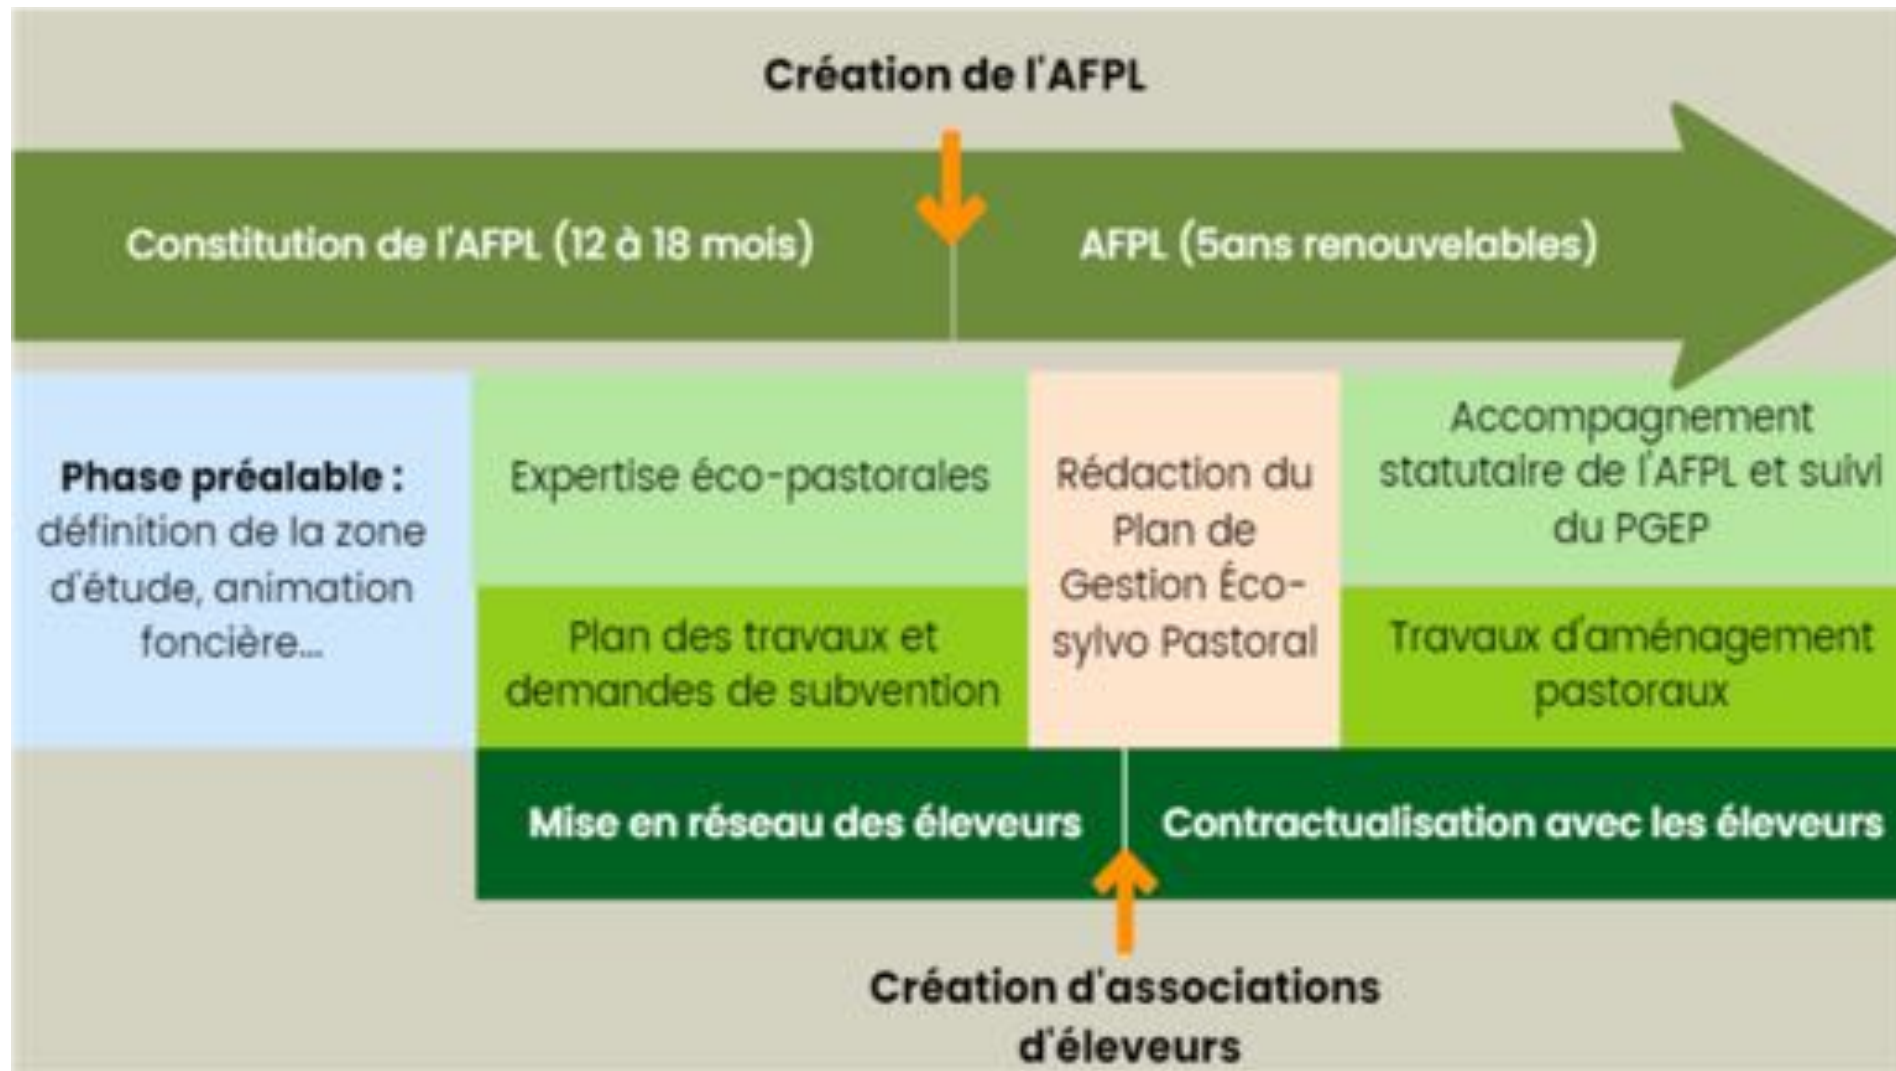 Création de l'AFPL
Constitution de l'AFPL (12 à 18 mois)
AFPL (5ans renouvelables)
Phase préalable :
définition de la zone
d'étude, animation
foncière...
Expertise éco-pastorales
Plan des travaux et
demandes de subvention
Rédaction du
Plan de
Gestion Éco-
sylvo Pastoral
Accompagnement
statutaire de l'AFPL et suivi
du PGEP
Travaux d'aménagement
pastoraux
Mise en réseau des éleveurs
Contractualisation avec les éleveurs
Création d'associations
d'éleveurs